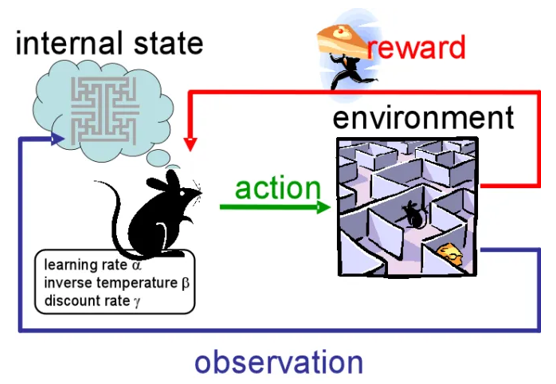 internal state
reward
environment
action
learning rate α
inverse temperature β
discount rate γ
observation